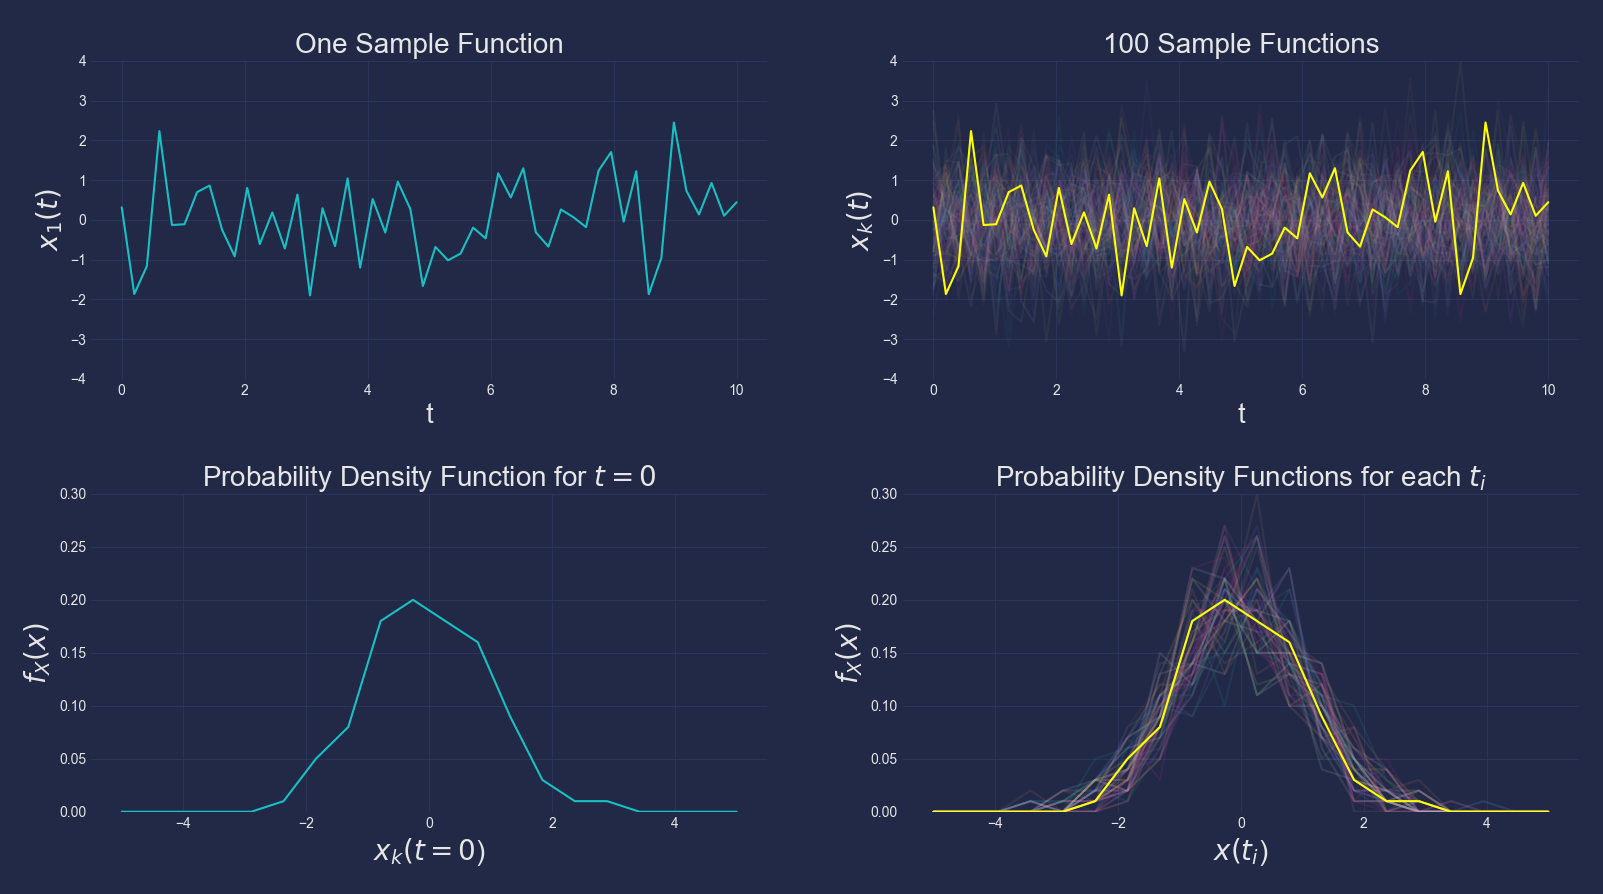 One Sample Function
4
3
2
1
0
−1
−2
−3
−4
x₁(t)
0 2 4 6 8 10
t
100 Sample Functions
4
3
2
1
0
−1
−2
−3
−4
xₖ(t)
0 2 4 6 8 10
t
Probability Density Function for t = 0
0.30
0.25
0.20
0.15
0.10
0.05
0.00
f_X(x)
−4 −2 0 2 4
xₖ(t = 0)
Probability Density Functions for each tᵢ
0.30
0.25
0.20
0.15
0.10
0.05
0.00
f_X(x)
−4 −2 0 2 4
x(tᵢ)